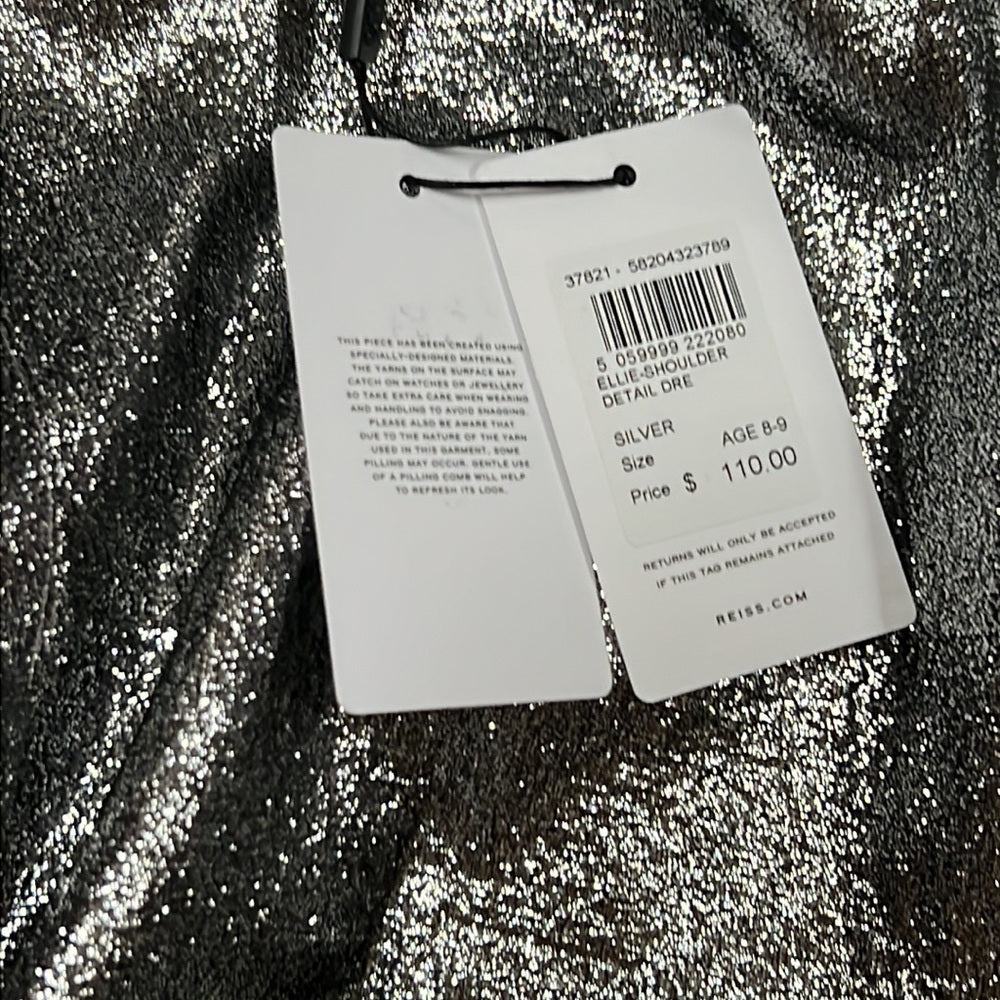 THIS PIECE HAS BEEN CREATED USING
SPECIALLY-DESIGNED MATERIALS.
THE YARNS ON THE SURFACE MAY
CATCH ON WATCHES OR JEWELLERY
SO TAKE EXTRA CARE WHEN WEARING
AND HANDLING TO AVOID SNAGGING.
PLEASE ALSO BE AWARE THAT
DUE TO THE NATURE OF THE YARN
USED IN THIS GARMENT, SOME
PILLING MAY OCCUR. GENTLE USE
OF A PILLING COMB WILL HELP
TO REFRESH ITS LOOK.
37821 - 58204323789
5 059999 222080
ELLIE-SHOULDER
DETAIL DRE
SILVER
Size AGE 8-9
Price $ 110.00
RETURNS WILL ONLY BE ACCEPTED
IF THIS TAG REMAINS ATTACHED
REISS.COM